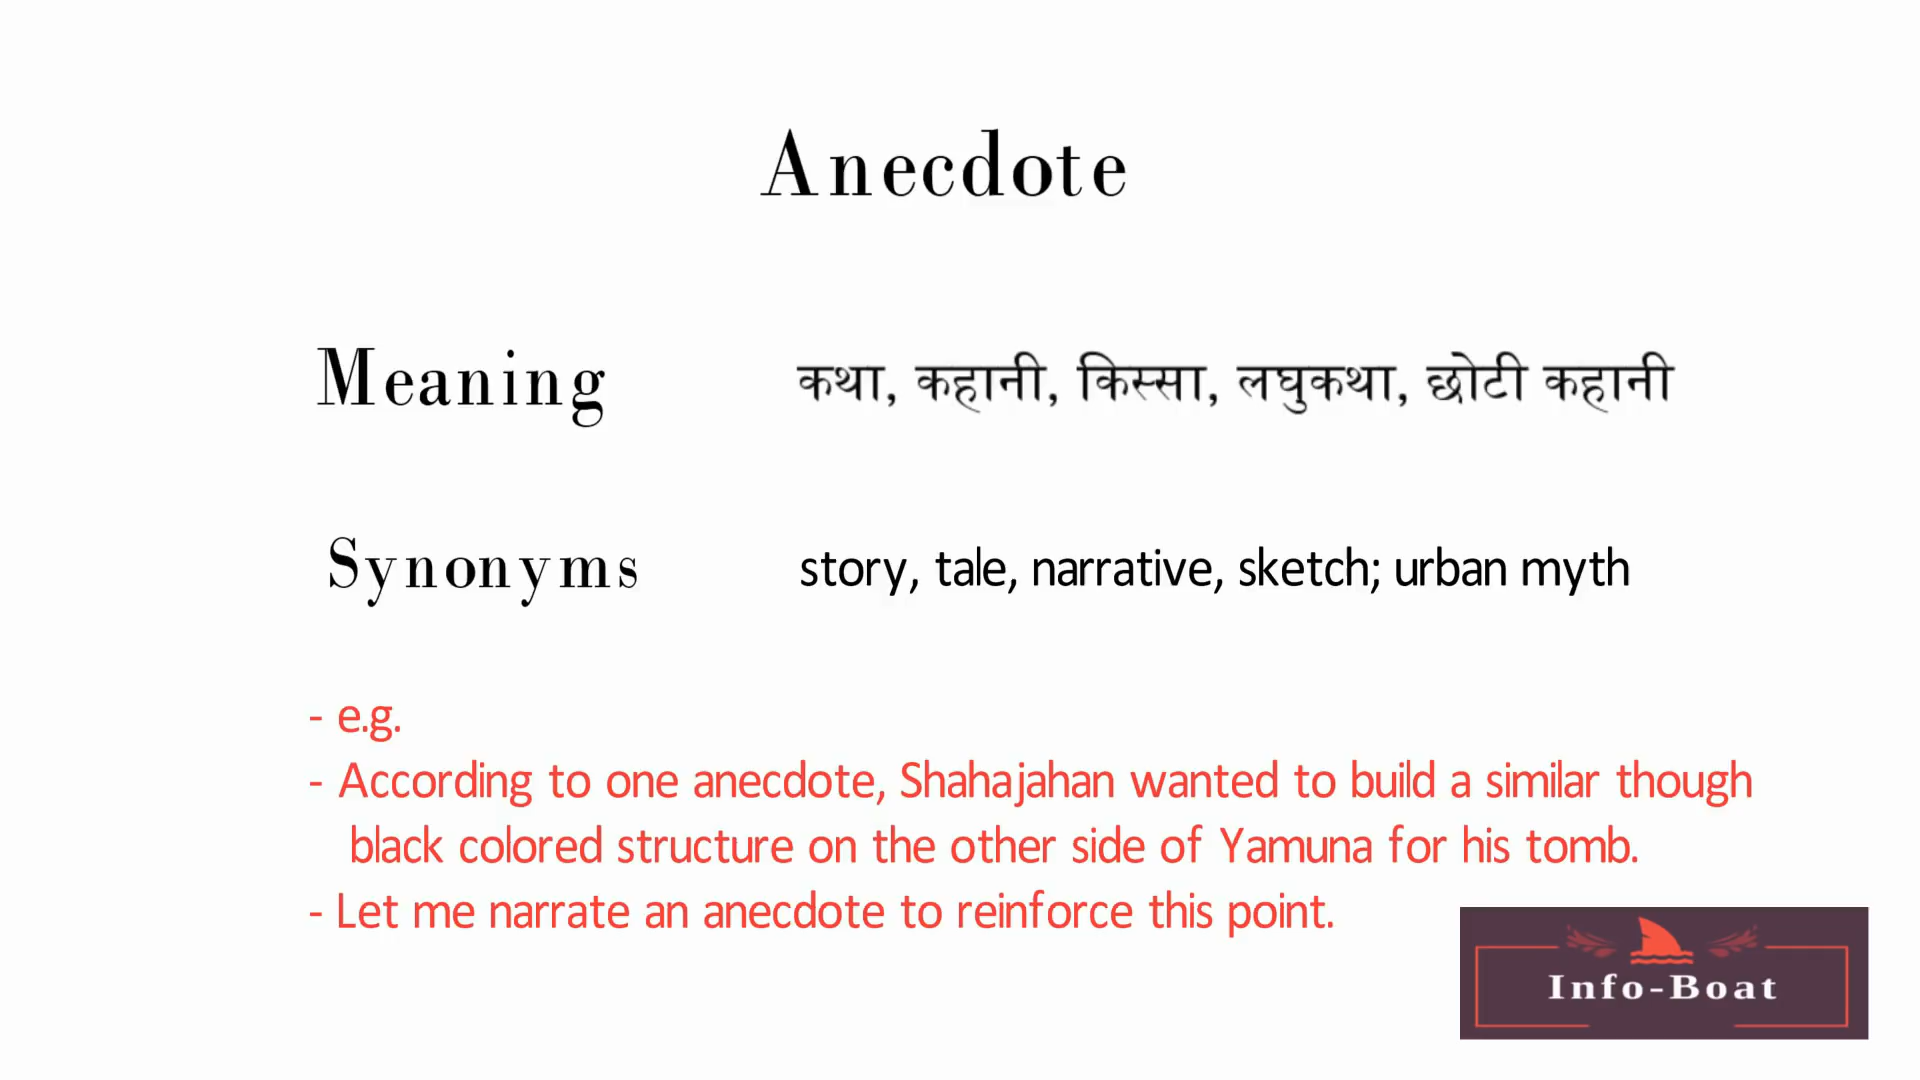 Anecdote
Meaning कथा, कहानी, किस्सा, लघुकथा, छोटी कहानी
Synonyms story, tale, narrative, sketch; urban myth
- e.g.
- According to one anecdote, Shahajahan wanted to build a similar though
black colored structure on the other side of Yamuna for his tomb.
- Let me narrate an anecdote to reinforce this point.
Info-Boat